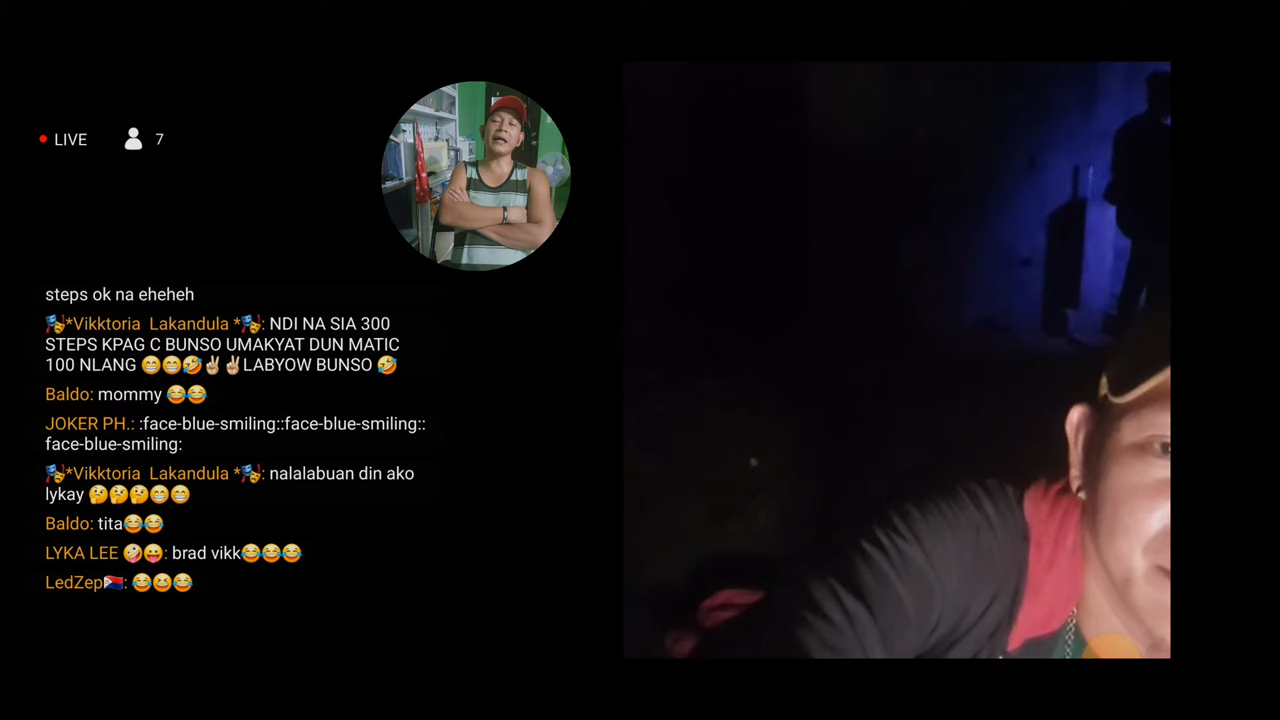 LIVE 7
steps ok na eheheh
🎭*Vikktoria Lakandula *🎭: NDI NA SIA 300
STEPS KPAG C BUNSO UMAKYAT DUN MATIC
100 NLANG 😁😁🤣✌🏻✌🏻LABYOW BUNSO 🤣
Baldo: mommy 😂😂
JOKER PH.: :face-blue-smiling::face-blue-smiling::
face-blue-smiling:
🎭*Vikktoria Lakandula *🎭: nalalabuan din ako
lykay 🤔🤔🤔😁😁
Baldo: tita😂😂
LYKA LEE 🤪😛: brad vikk😂😂😂
LedZep🇵🇭: 😂😆😂